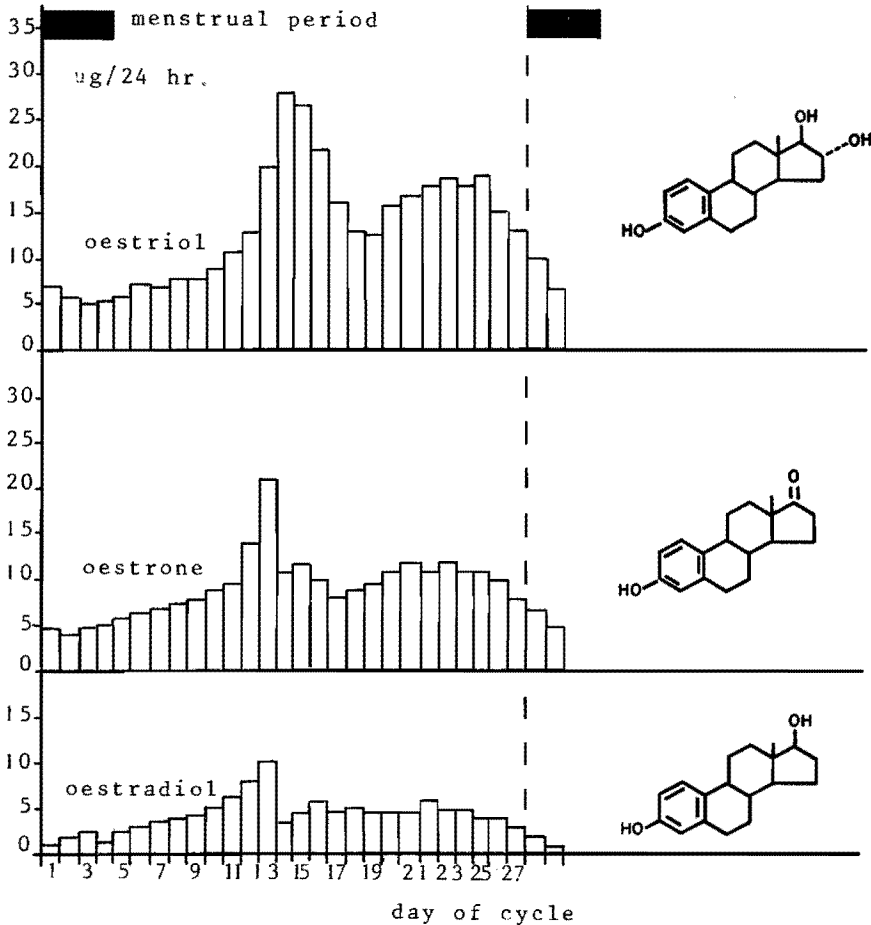 35
menstrual period
30
ug/24 hr.
25
20
15
oestriol
10
5
0
OH
OH
HO
30
25
20
15
oestrone
10
5
0
O
HO
15
10
oestradiol
5
0
OH
HO
1 3 5 7 9 11 13 15 17 19 21 23 25 27
day of cycle